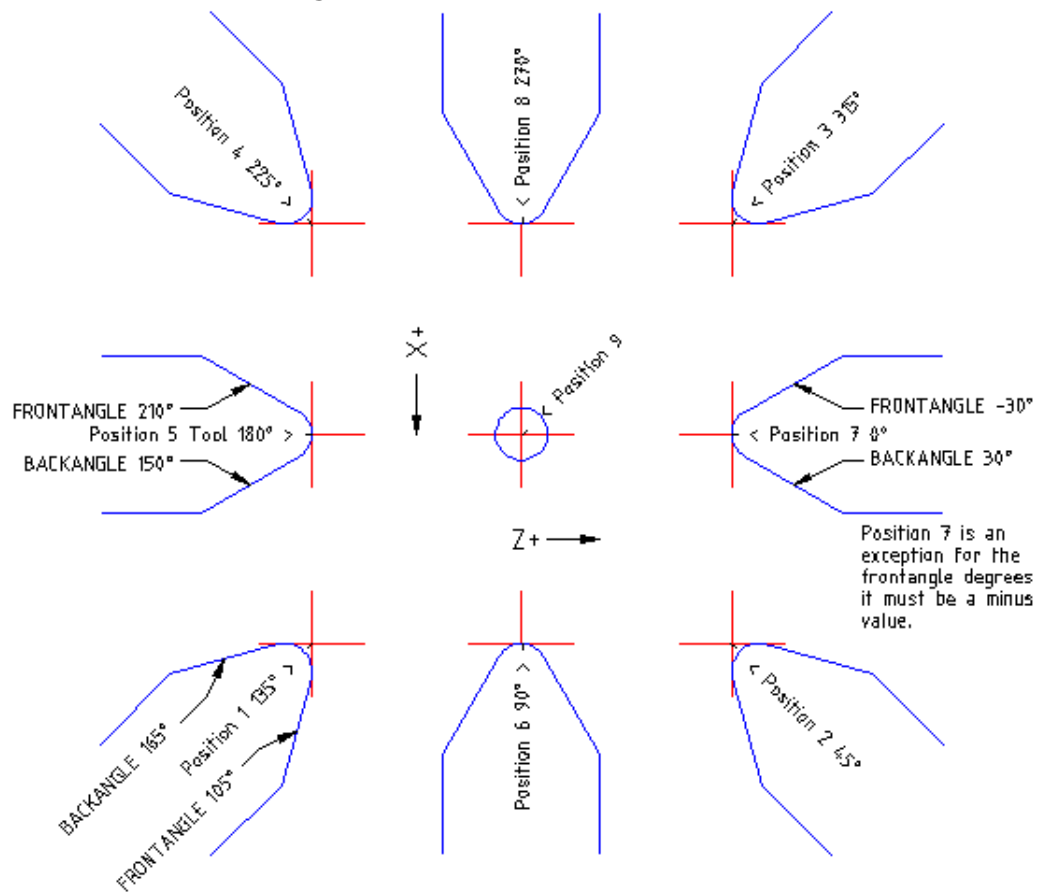 Position 4 225°
< Position 8 270°
< Position 3 315°
X+
< Position 9
FRONTANGLE 210°
Position 5 Tool 180° >
BACKANGLE 150°
FRONTANGLE -30°
< Position 7 0°
BACKANGLE 30°
Z+
Position 7 is an
exception for the
frontangle degrees
it must be a minus
value.
BACKANGLE 165°
Position 1 135° >
FRONTANGLE 105°
Position 6 90° >
< Position 2 45°